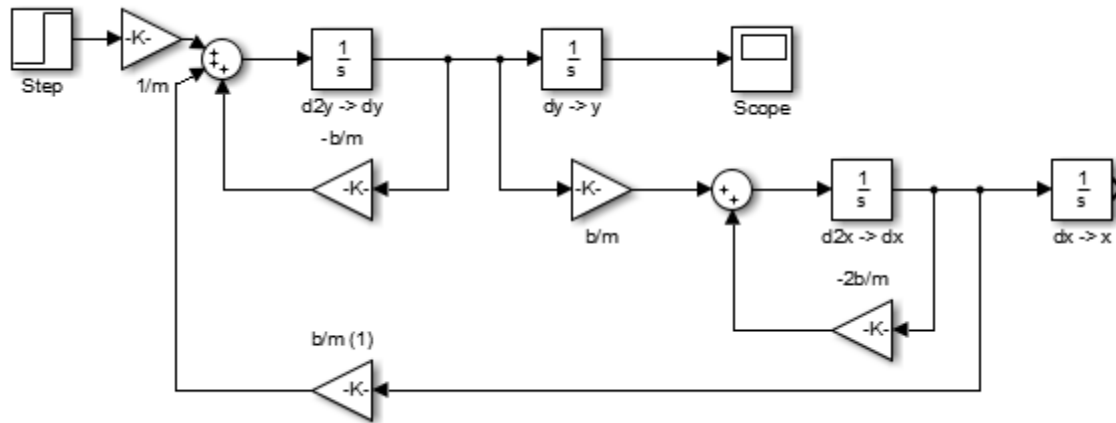 -K-
Step
1/m
+
+
+
1
s
d2y -> dy
1
s
dy -> y
Scope
-b/m
-K-
-K-
b/m
+
+
1
s
d2x -> dx
1
s
dx -> x
-2b/m
-K-
b/m (1)
-K-